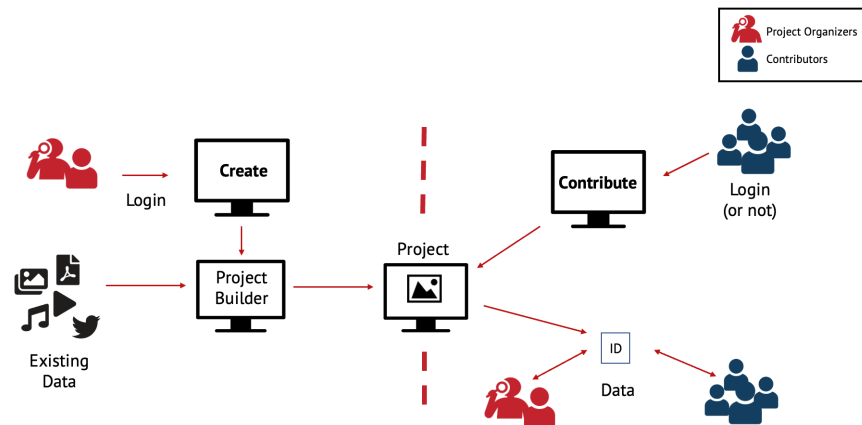 Project Organizers
Contributors
Create
Login
Contribute
Login
(or not)
Project
Project
Builder
Existing
Data
ID
Data